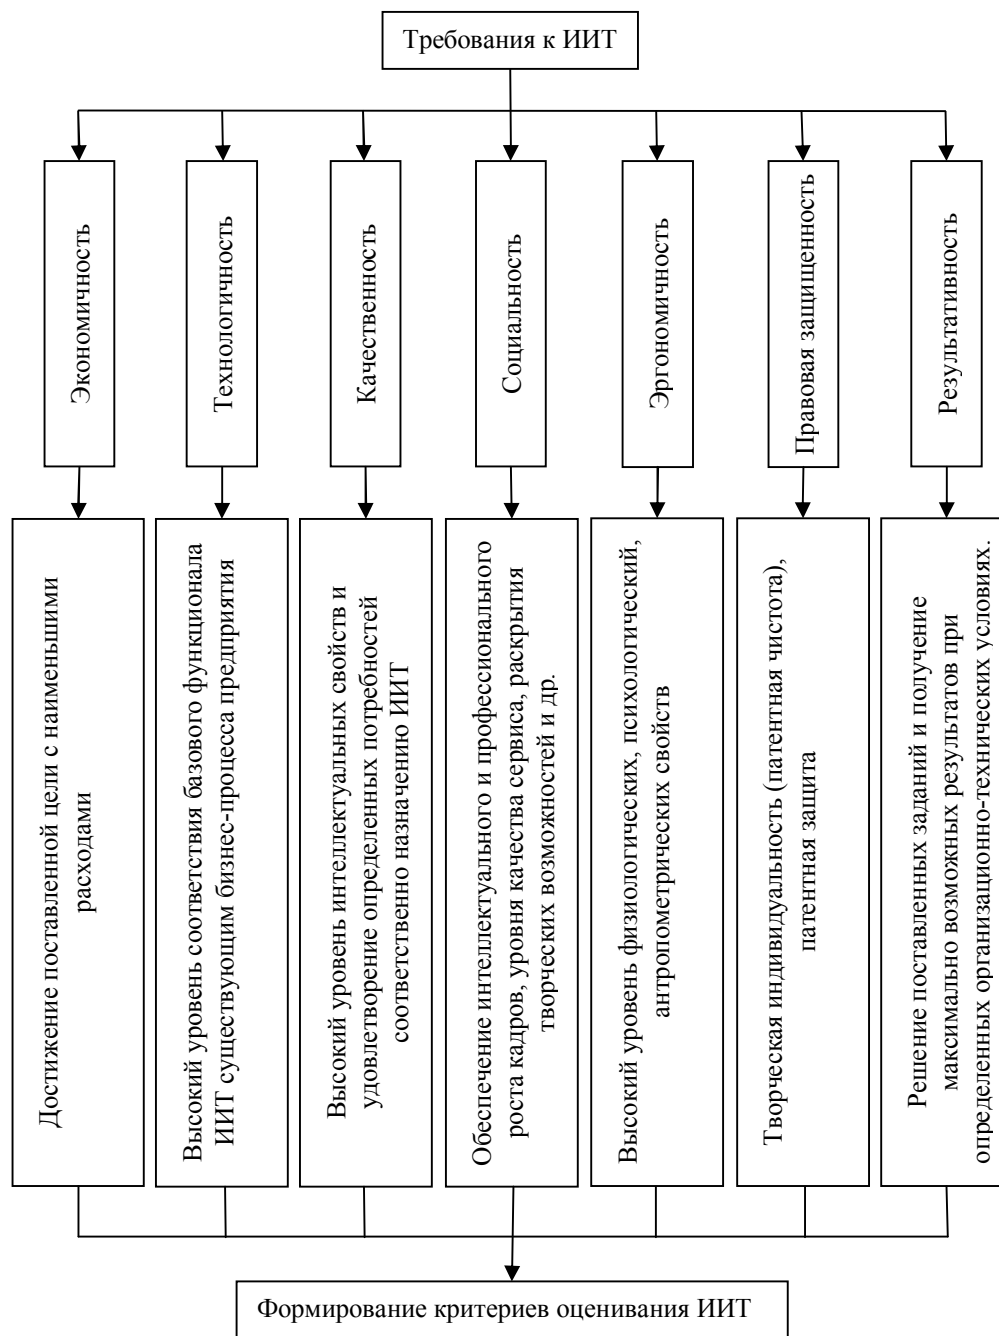 Требования к ИИТ
Экономичность
Технологичность
Качественность
Социальность
Эргономичность
Правовая защищенность
Результативность
Достижение поставленной цели с наименьшими
расходами
Высокий уровень соответствия базового функционала
ИИТ существующим бизнес-процесса предприятия
Высокий уровень интеллектуальных свойств и
удовлетворение определенных потребностей
соответственно назначению ИИТ
Обеспечение интеллектуального и профессионального
роста кадров, уровня качества сервиса, раскрытия
творческих возможностей и др.
Высокий уровень физиологических, психологический,
антропометрических свойств
Творческая индивидуальность (патентная чистота),
патентная защита
Решение поставленных заданий и получение
максимально возможных результатов при
определенных организационно-технических условиях.
Формирование критериев оценивания ИИТ